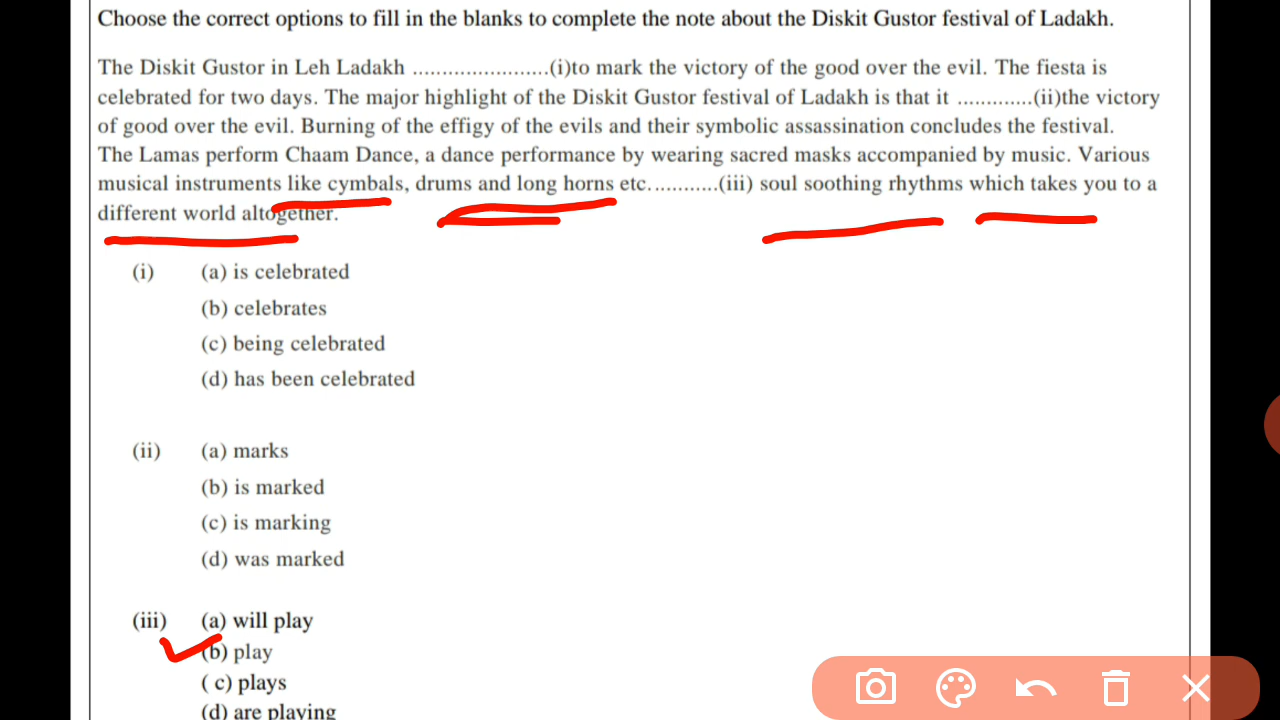 Choose the correct options to fill in the blanks to complete the note about the Diskit Gustor festival of Ladakh.
The Diskit Gustor in Leh Ladakh .......................(i)to mark the victory of the good over the evil. The fiesta is
celebrated for two days. The major highlight of the Diskit Gustor festival of Ladakh is that it .............(ii)the victory
of good over the evil. Burning of the effigy of the evils and their symbolic assassination concludes the festival.
The Lamas perform Chaam Dance, a dance performance by wearing sacred masks accompanied by music. Various
musical instruments like cymbals, drums and long horns etc............(iii) soul soothing rhythms which takes you to a
different world altogether.
(i) (a) is celebrated
(b) celebrates
(c) being celebrated
(d) has been celebrated
(ii) (a) marks
(b) is marked
(c) is marking
(d) was marked
(iii) (a) will play
(b) play
( c) plays
(d) are playing